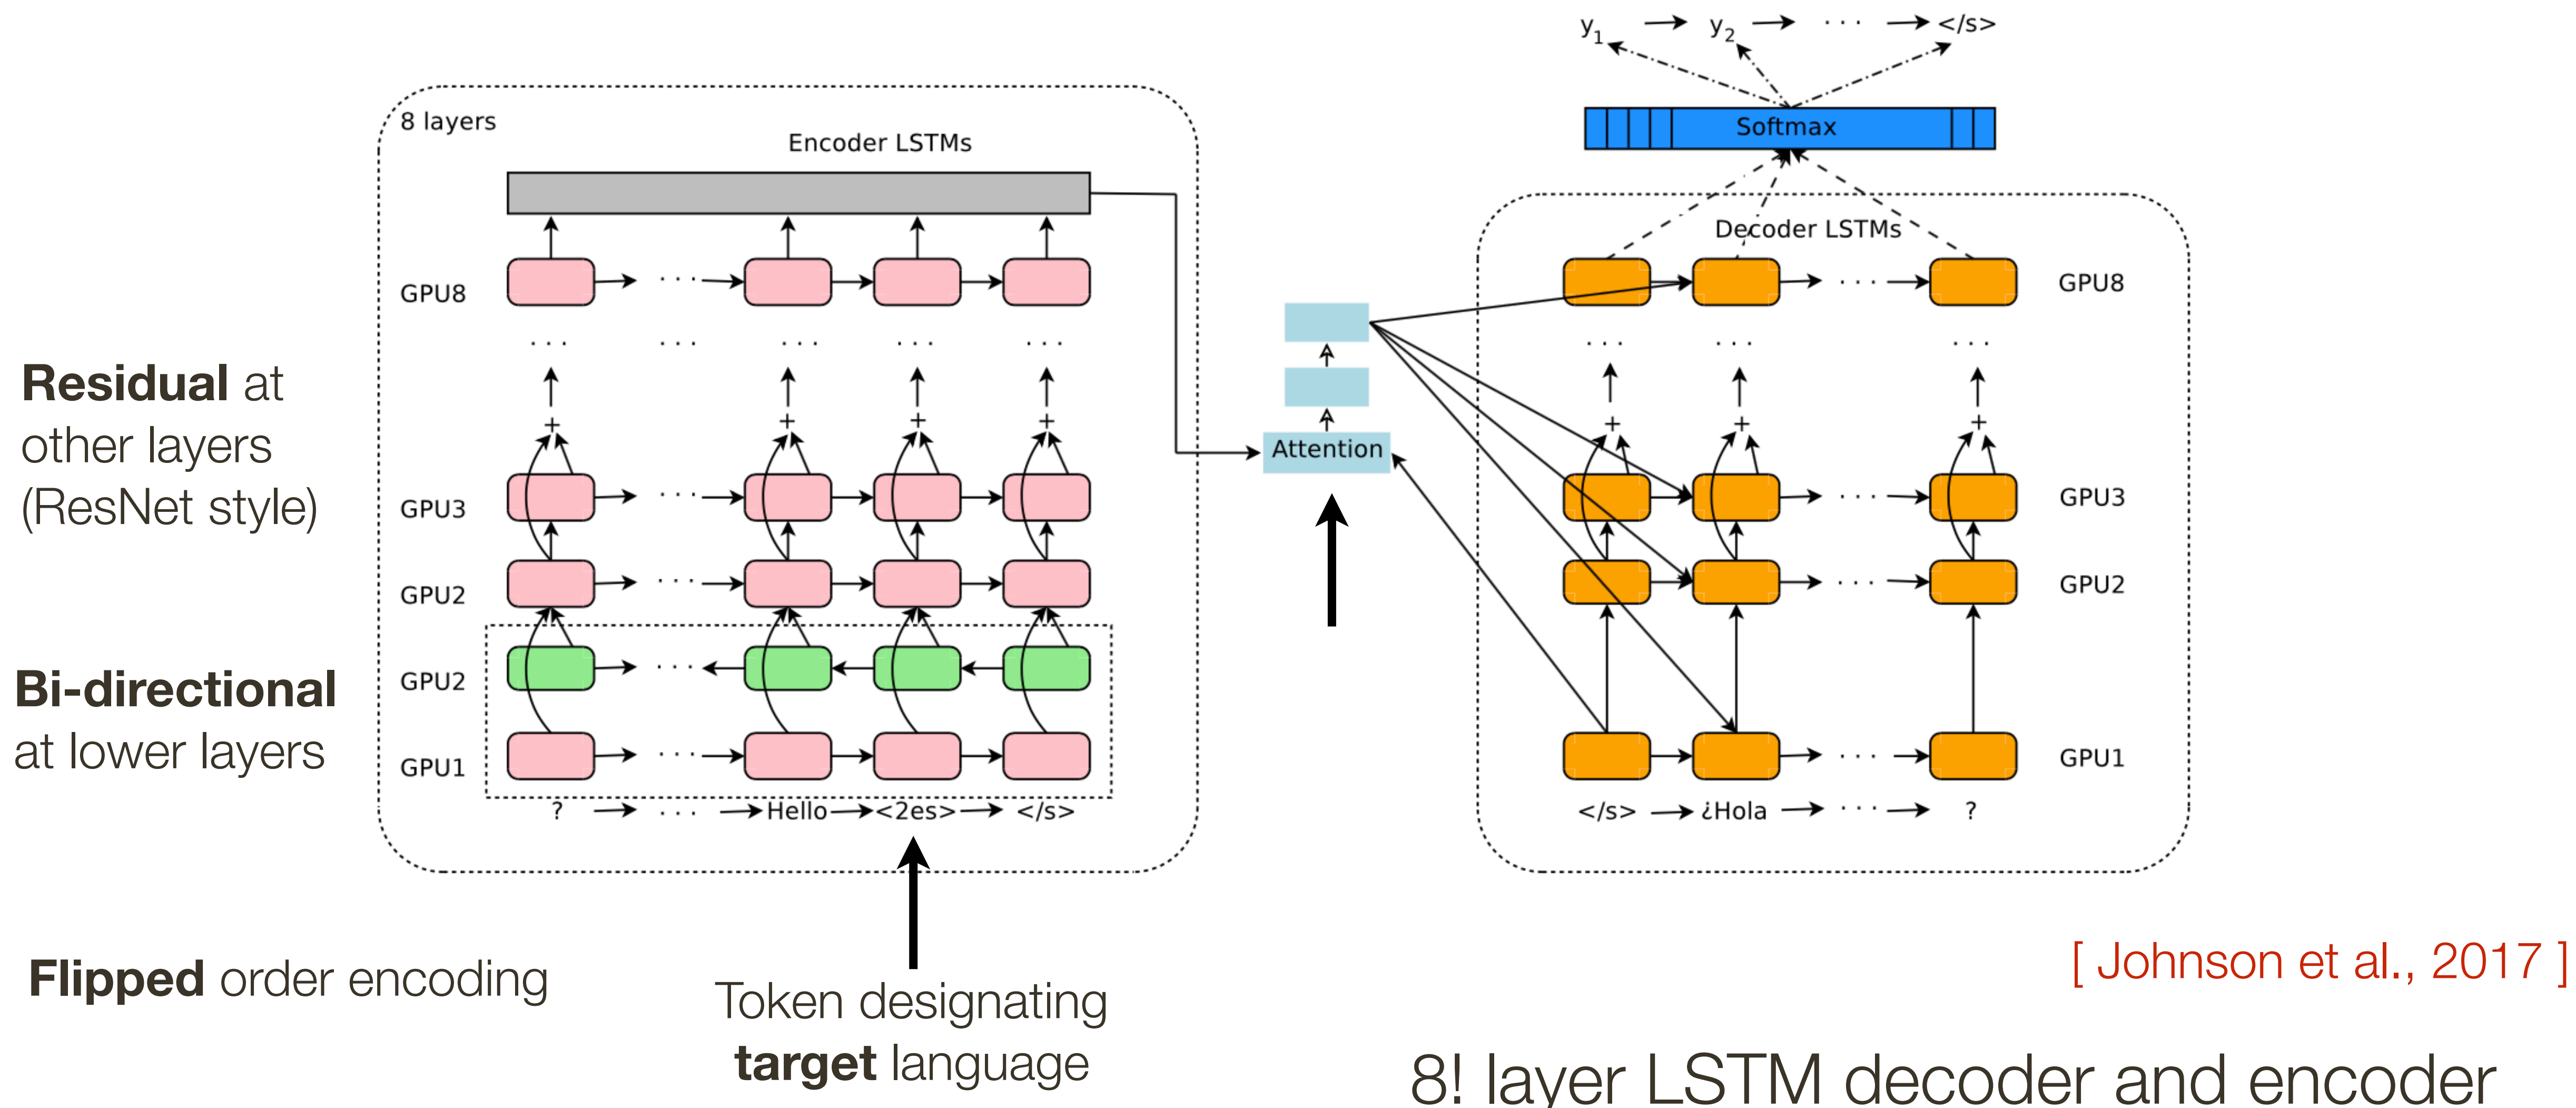 y1 y2 · · · </s>
Softmax
8 layers
Encoder LSTMs
Decoder LSTMs
GPU8 · · ·
· · · GPU8
· · · · · · · · · · · · · · ·
· · · · · · · · ·
Residual at
other layers
(ResNet style)
+ + + +
+ + +
Attention
GPU3 · · ·
· · · GPU3
GPU2 · · ·
· · · GPU2
Bi-directional
at lower layers
GPU2 · · ·
GPU1 · · ·
· · · GPU1
? · · · Hello <2es> </s>
</s> ¿Hola · · · ?
Flipped order encoding
Token designating
target language
[ Johnson et al., 2017 ]
8! layer LSTM decoder and encoder